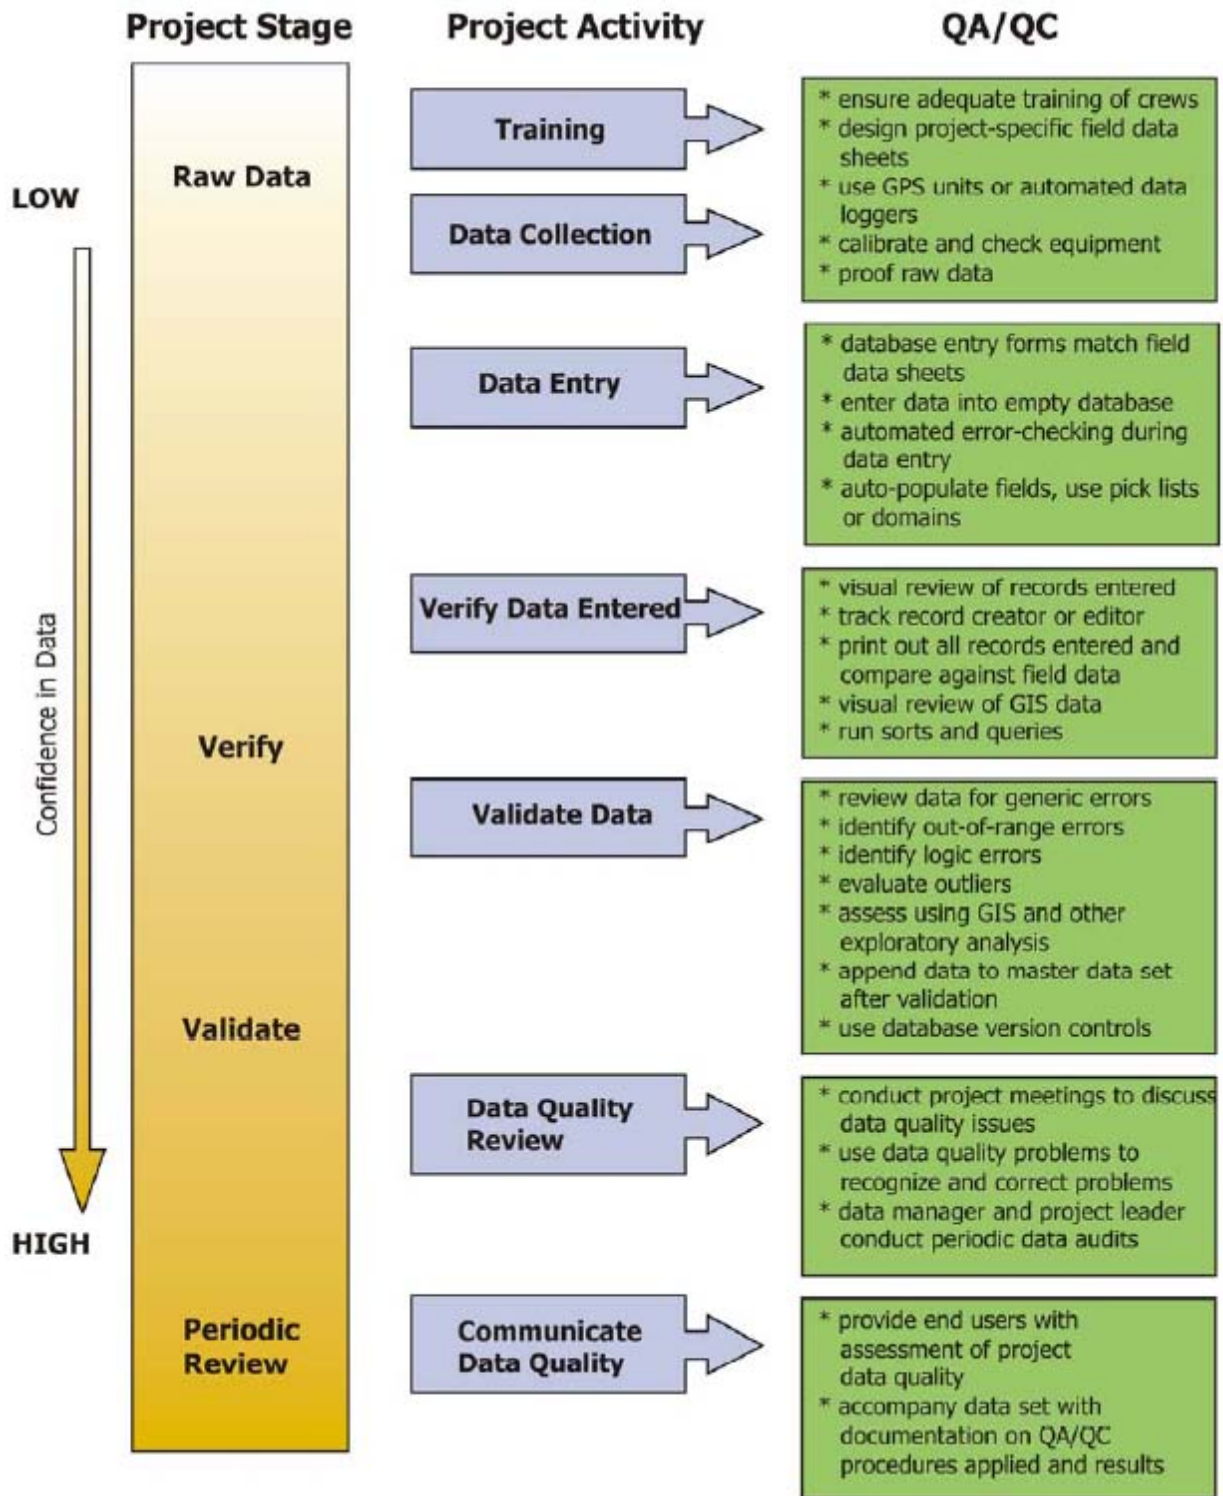 Project Stage
Project Activity
QA/QC
LOW
Confidence in Data
HIGH
Raw Data
Verify
Validate
Periodic
Review
Training
Data Collection
* ensure adequate training of crews
* design project-specific field data
sheets
* use GPS units or automated data
loggers
* calibrate and check equipment
* proof raw data
Data Entry
* database entry forms match field
data sheets
* enter data into empty database
* automated error-checking during
data entry
* auto-populate fields, use pick lists
or domains
Verify Data Entered
* visual review of records entered
* track record creator or editor
* print out all records entered and
compare against field data
* visual review of GIS data
* run sorts and queries
Validate Data
* review data for generic errors
* identify out-of-range errors
* identify logic errors
* evaluate outliers
* assess using GIS and other
exploratory analysis
* append data to master data set
after validation
* use database version controls
Data Quality
Review
* conduct project meetings to discuss
data quality issues
* use data quality problems to
recognize and correct problems
* data manager and project leader
conduct periodic data audits
Communicate
Data Quality
* provide end users with
assessment of project
data quality
* accompany data set with
documentation on QA/QC
procedures applied and results